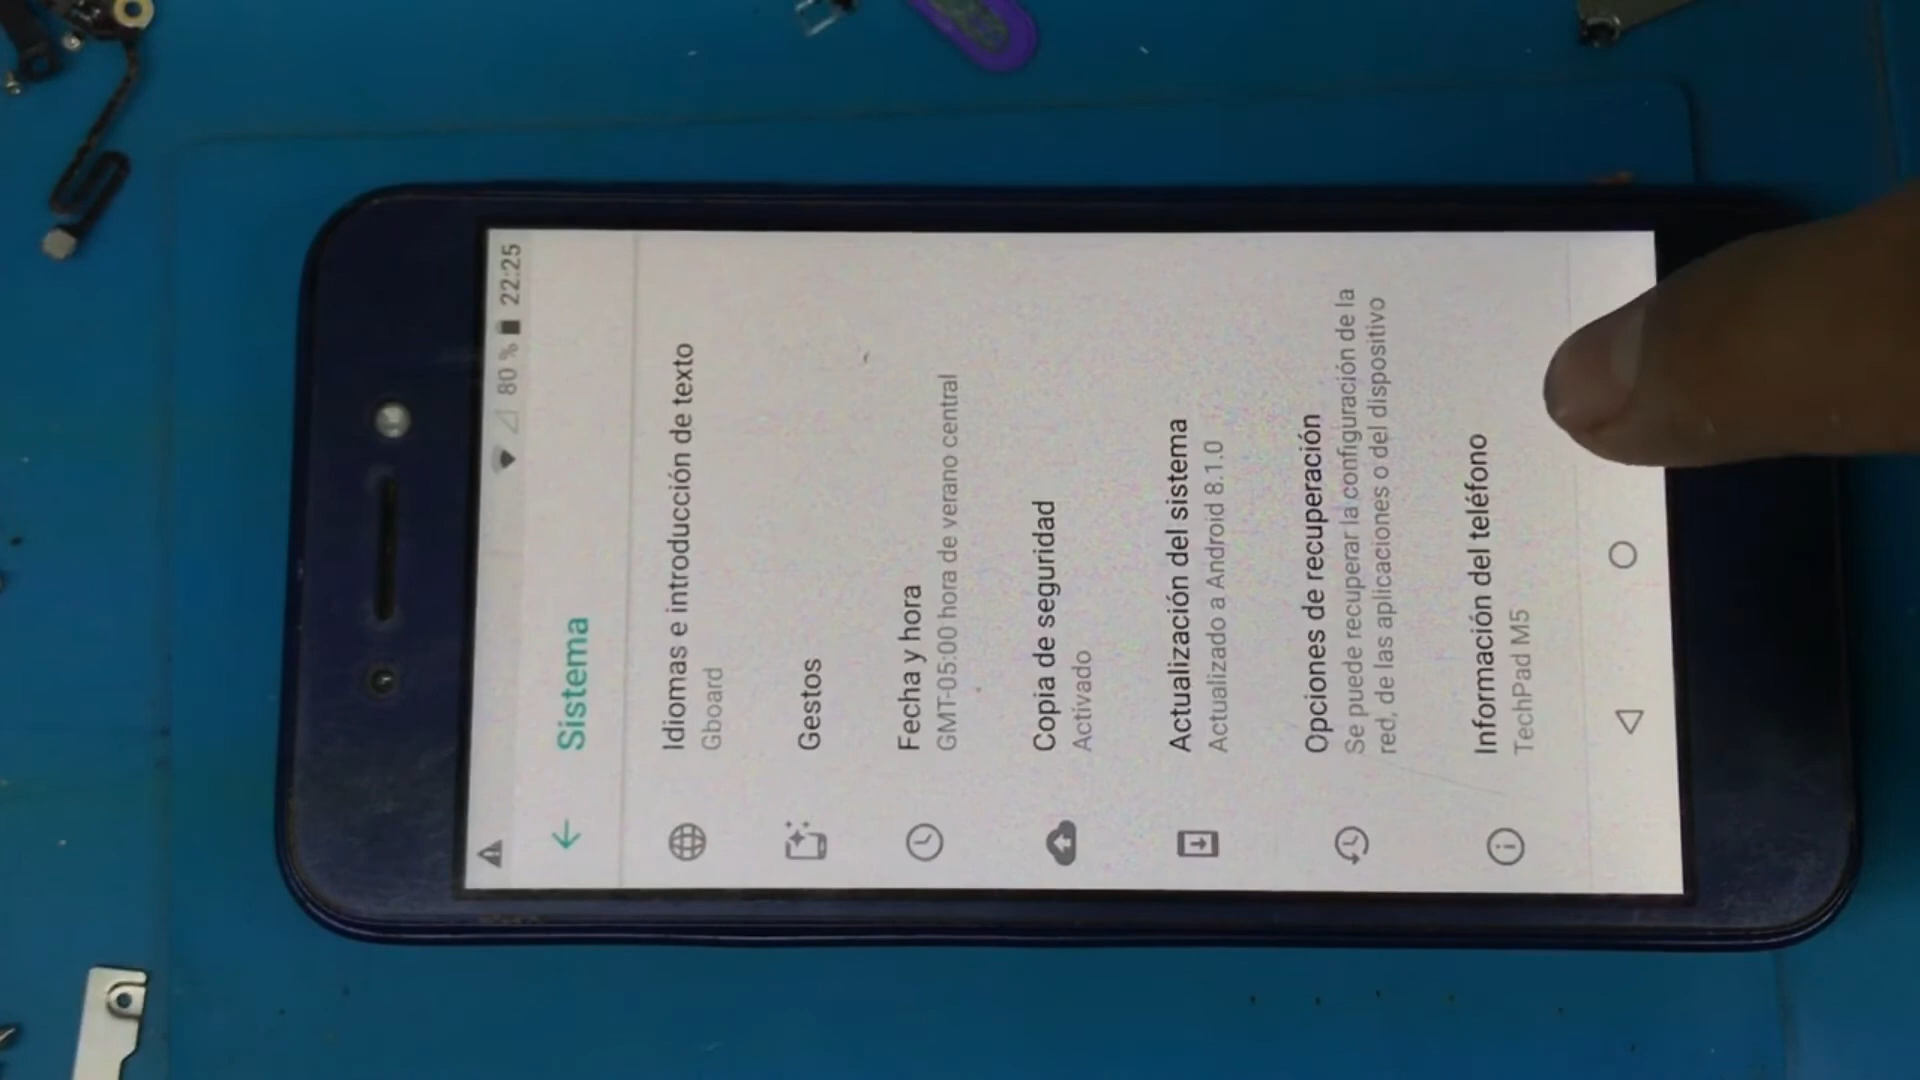 80 % 22:25
Sistema
Idiomas e introducción de texto
Gboard
Gestos
Fecha y hora
GMT-05:00 hora de verano central
Copia de seguridad
Activado
Actualización del sistema
Actualizado a Android 8.1.0
Opciones de recuperación
Se puede recuperar la configuración de la
red, de las aplicaciones o del dispositivo
Información del teléfono
TechPad M5